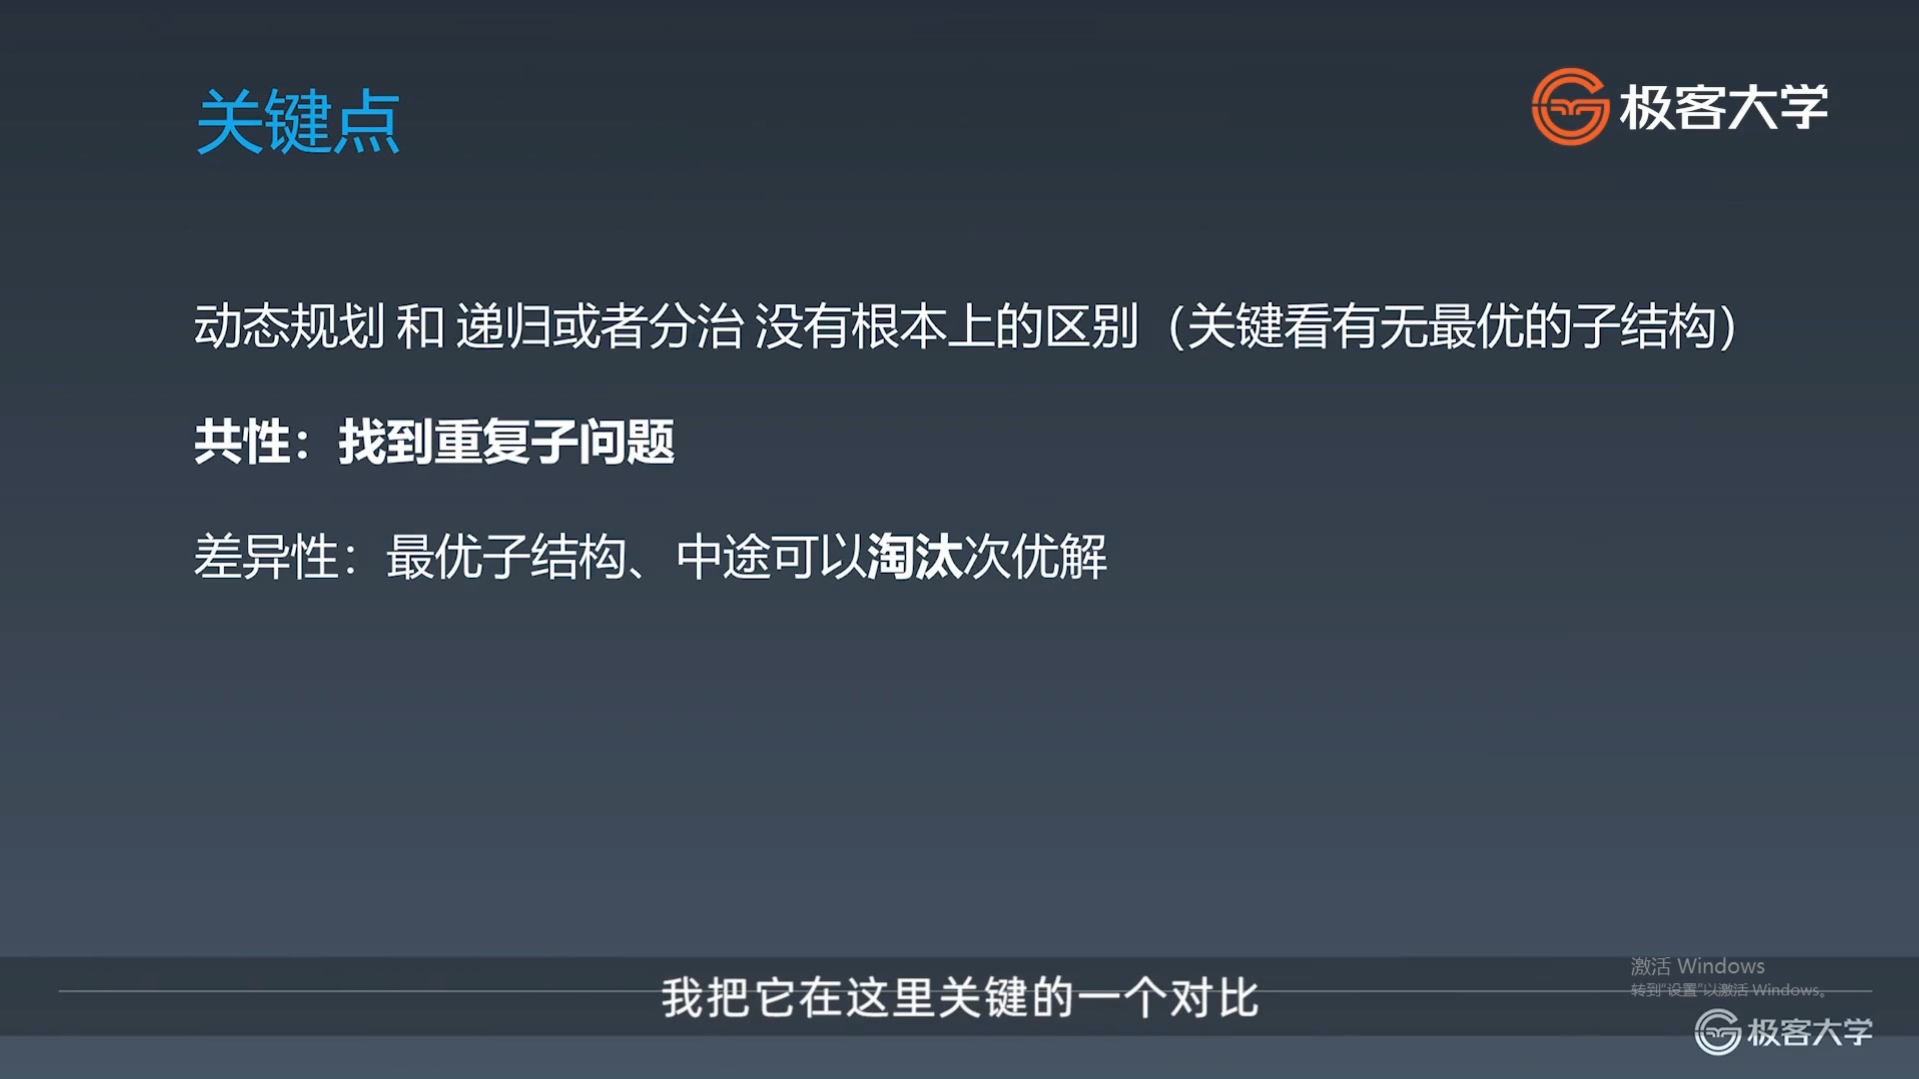 关键点
极客大学
动态规划 和 递归或者分治 没有根本上的区别（关键看有无最优的子结构）
共性：找到重复子问题
差异性：最优子结构、中途可以淘汰次优解
我把它在这里关键的一个对比
激活 Windows
转到“设置”以激活 Windows。
极客大学